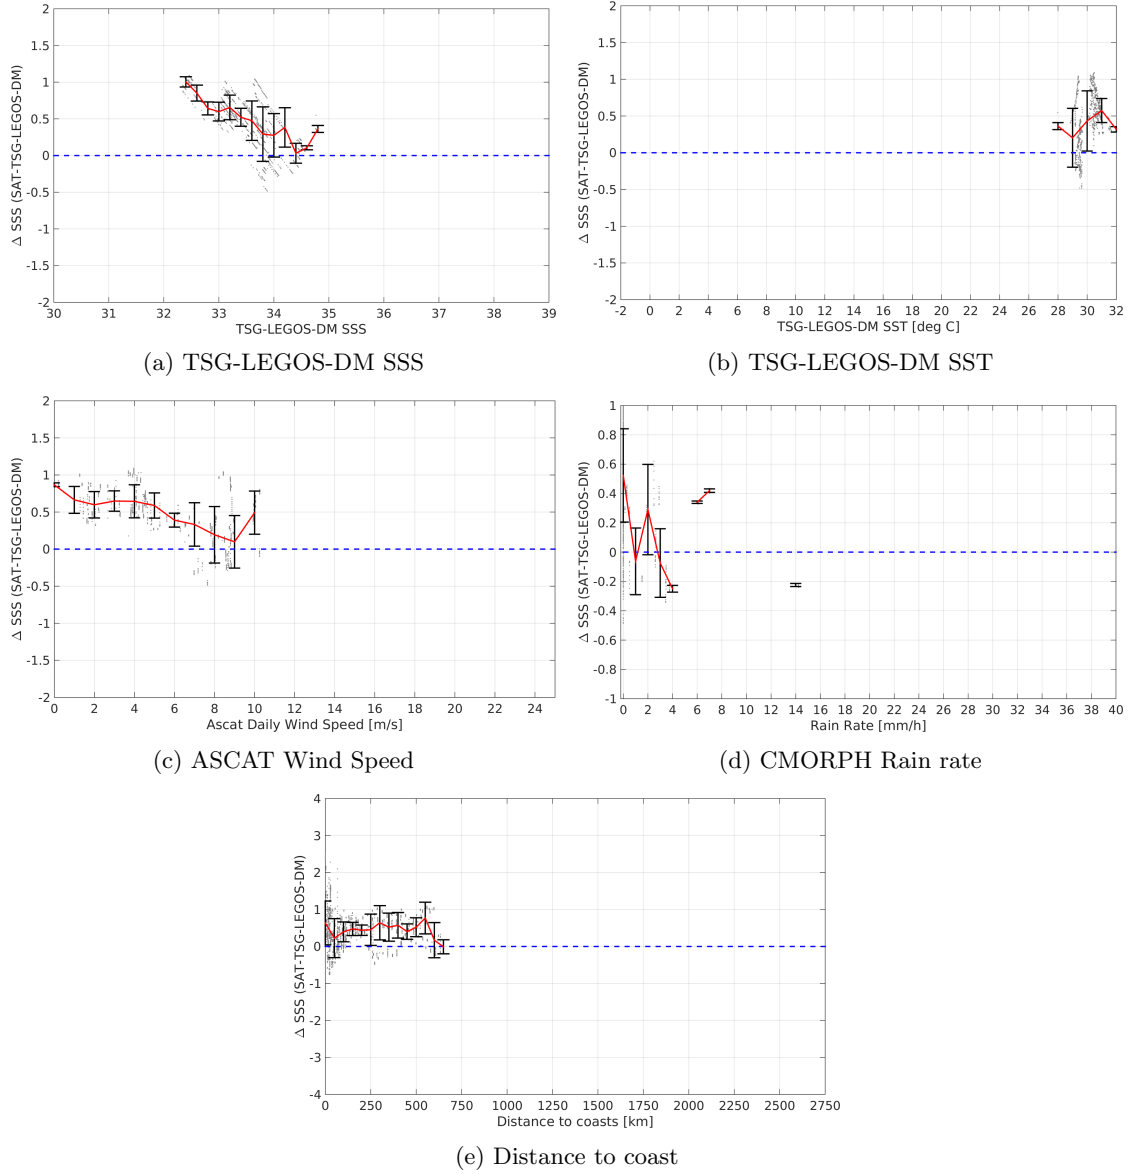 2
1.5
1
0.5
0
-0.5
-1
-1.5
-2
Δ SSS (SAT-TSG-LEGOS-DM)
30 31 32 33 34 35 36 37 38 39
TSG-LEGOS-DM SSS
(a) TSG-LEGOS-DM SSS
2
1.5
1
0.5
0
-0.5
-1
-1.5
-2
Δ SSS (SAT-TSG-LEGOS-DM)
-2 0 2 4 6 8 10 12 14 16 18 20 22 24 26 28 30 32
TSG-LEGOS-DM SST [deg C]
(b) TSG-LEGOS-DM SST
2
1.5
1
0.5
0
-0.5
-1
-1.5
-2
Δ SSS (SAT-TSG-LEGOS-DM)
0 2 4 6 8 10 12 14 16 18 20 22 24
Ascat Daily Wind Speed [m/s]
(c) ASCAT Wind Speed
1
0.8
0.6
0.4
0.2
0
-0.2
-0.4
-0.6
-0.8
-1
Δ SSS (SAT-TSG-LEGOS-DM)
0 2 4 6 8 10 12 14 16 18 20 22 24 26 28 30 32 34 36 38 40
Rain Rate [mm/h]
(d) CMORPH Rain rate
4
3
2
1
0
-1
-2
-3
-4
Δ SSS (SAT-TSG-LEGOS-DM)
0 250 500 750 1000 1250 1500 1750 2000 2250 2500 2750
Distance to coasts [km]
(e) Distance to coast